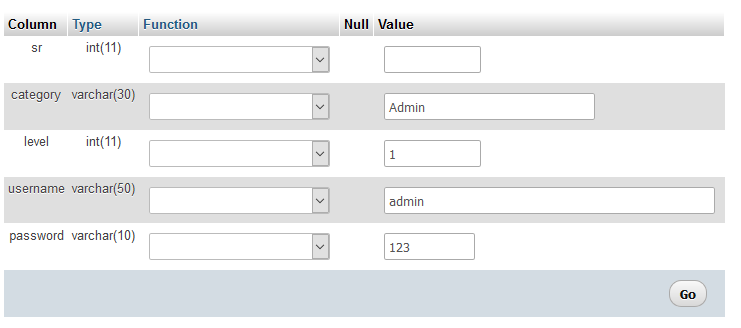 Column Type Function Null Value
sr int(11)
category varchar(30) Admin
level int(11) 1
username varchar(50) admin
password varchar(10) 123
Go